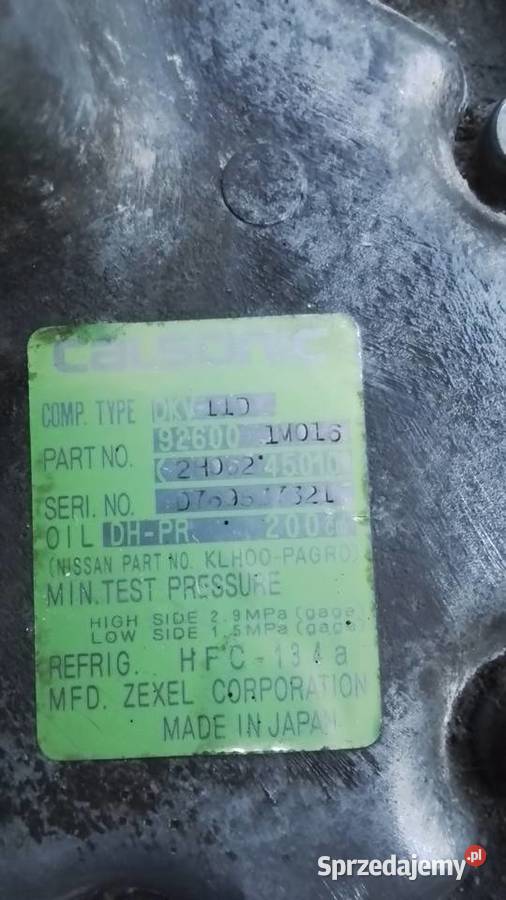 calsonic
COMP. TYPE DKV-11D
PART NO. 92600 1M016
2H062 45010
SERI. NO.
OIL DH-PR
(NISSAN PART NO. KLH00-PAGR0)
MIN. TEST PRESSURE
HIGH SIDE 2.9MPa (gage
LOW SIDE 1.5MPa (gage
REFRIG. HFC-134a
MFD. ZEXEL CORPORATION
MADE IN JAPAN
Sprzedajemy.pl